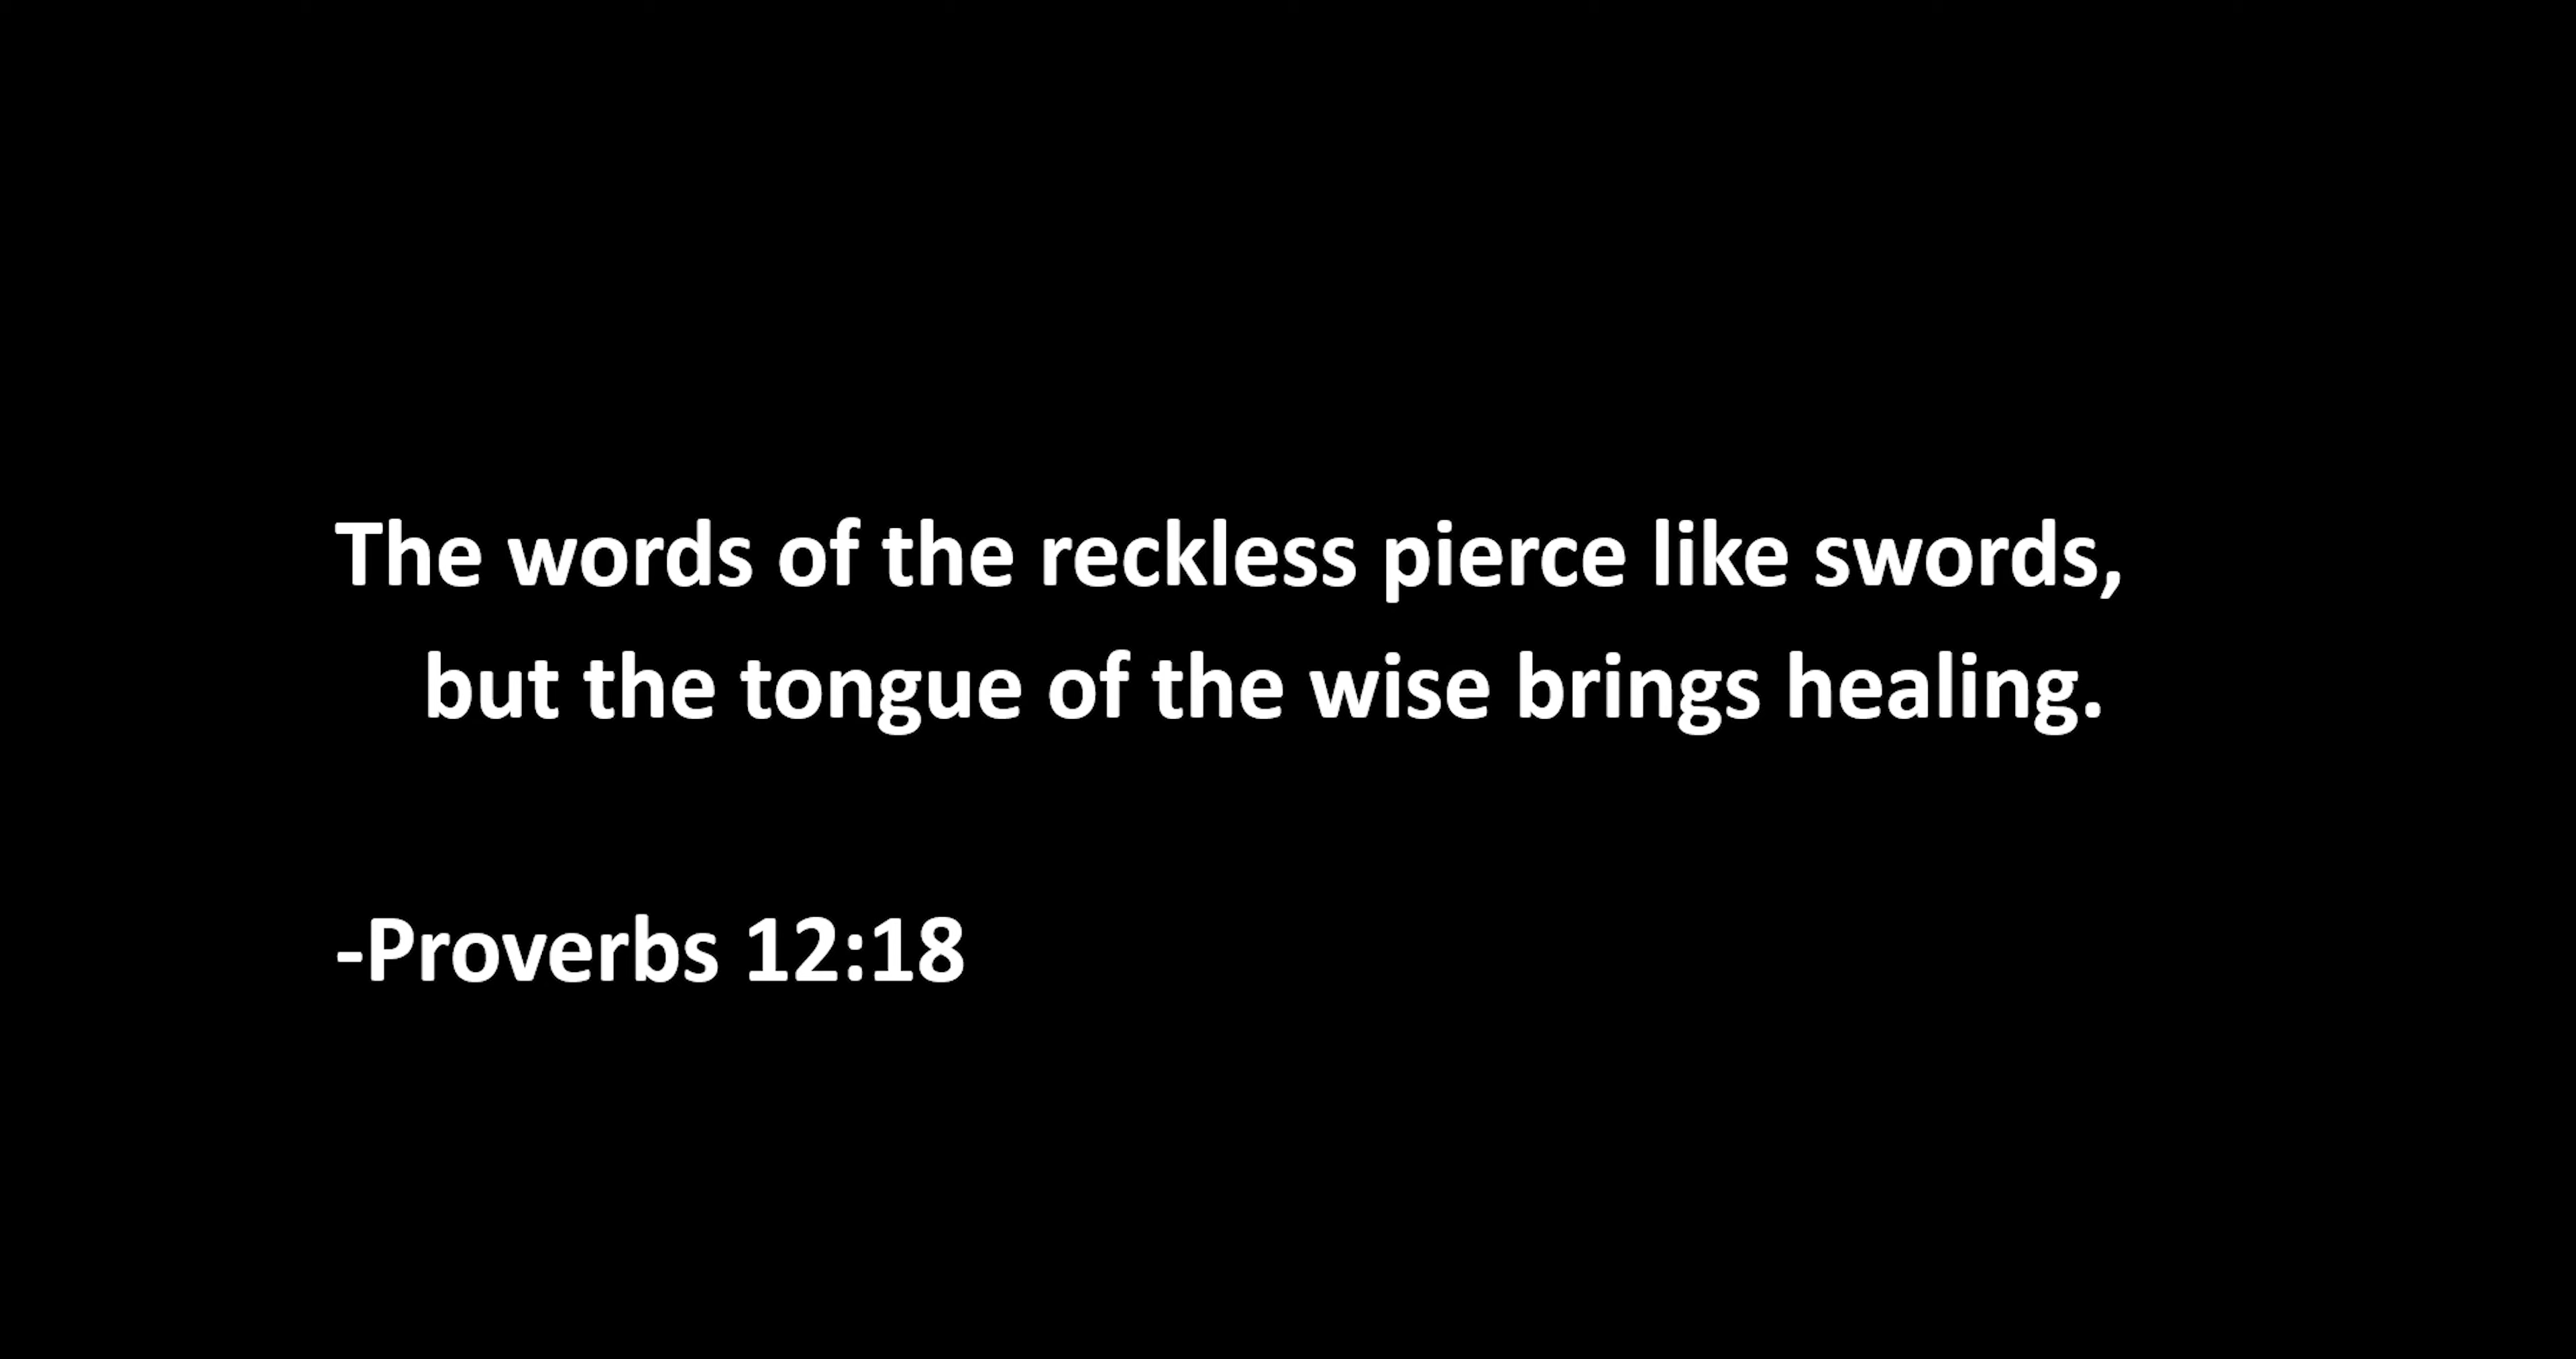 The words of the reckless pierce like swords,
but the tongue of the wise brings healing.
-Proverbs 12:18